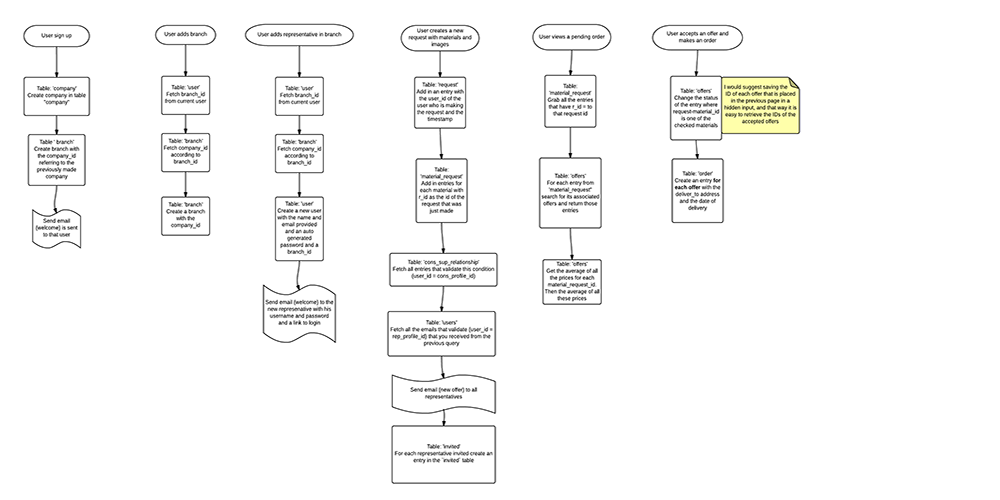 User sign up
Table: 'company'
Create company in table
"company"
Table: ' branch'
Create branch with
the company_id
referring to the
previously made
company
Send email
{welcome} is sent
to that user
User adds branch
Table: 'user'
Fetch branch_id
from current user
Table: 'branch'
Fetch company_id
according to
branch_id
Table: 'branch'
Create a branch
with the
company_id
User adds representative in branch
Table: 'user'
Fetch branch_id
from current user
Table: 'branch'
Fetch company_id
according to
branch_id
Table: 'user'
Create a new user
with the name and
email provided
and an auto
generated
password and a
branch_id
Send email {welcome} to the
new represenative with his
username and password
and a link to login
User creates a new
request with materials and
images
Table: 'request'
Add in an entry with
the user_id of the
user who is making
the request and the
timestamp
Table:
'material_request'
Add in entries for
each material with
r_id as the id of the
request that was
just made
Table: 'cons_sup_relationship'
Fetch all entries that validate this condition
{user_id = cons_profile_id}
Table: 'users'
Fetch all the emails that validate {user_id =
rep_profile_id} that you received from the
previous query
Send email {new offer} to all
representatives
Table: 'invited'
For each representative invited create an
entry in the `invited` table
User views a pending order
Table:
'material_request'
Grab all the entries
that have r_id = to
that request id
Table: 'offers'
For each entry from
"material_request"
search for its associated
offers and return those
entries
Table: 'offers'
Get the average of all
the prices for each
material_request_id.
Then the average of all
these prices
User accepts an offer and
makes an order
Table: 'offers'
Change the status
of the entry where
request-material_id
is one of the
checked materials
I would suggest saving the
ID of each offer that is placed
in the previous page in a
hidden input, and that way it is
easy to retrieve the IDs of the
accepted offers
Table: 'order'
Create an entry for
each offer with the
deliver_to address
and the date of
delivery